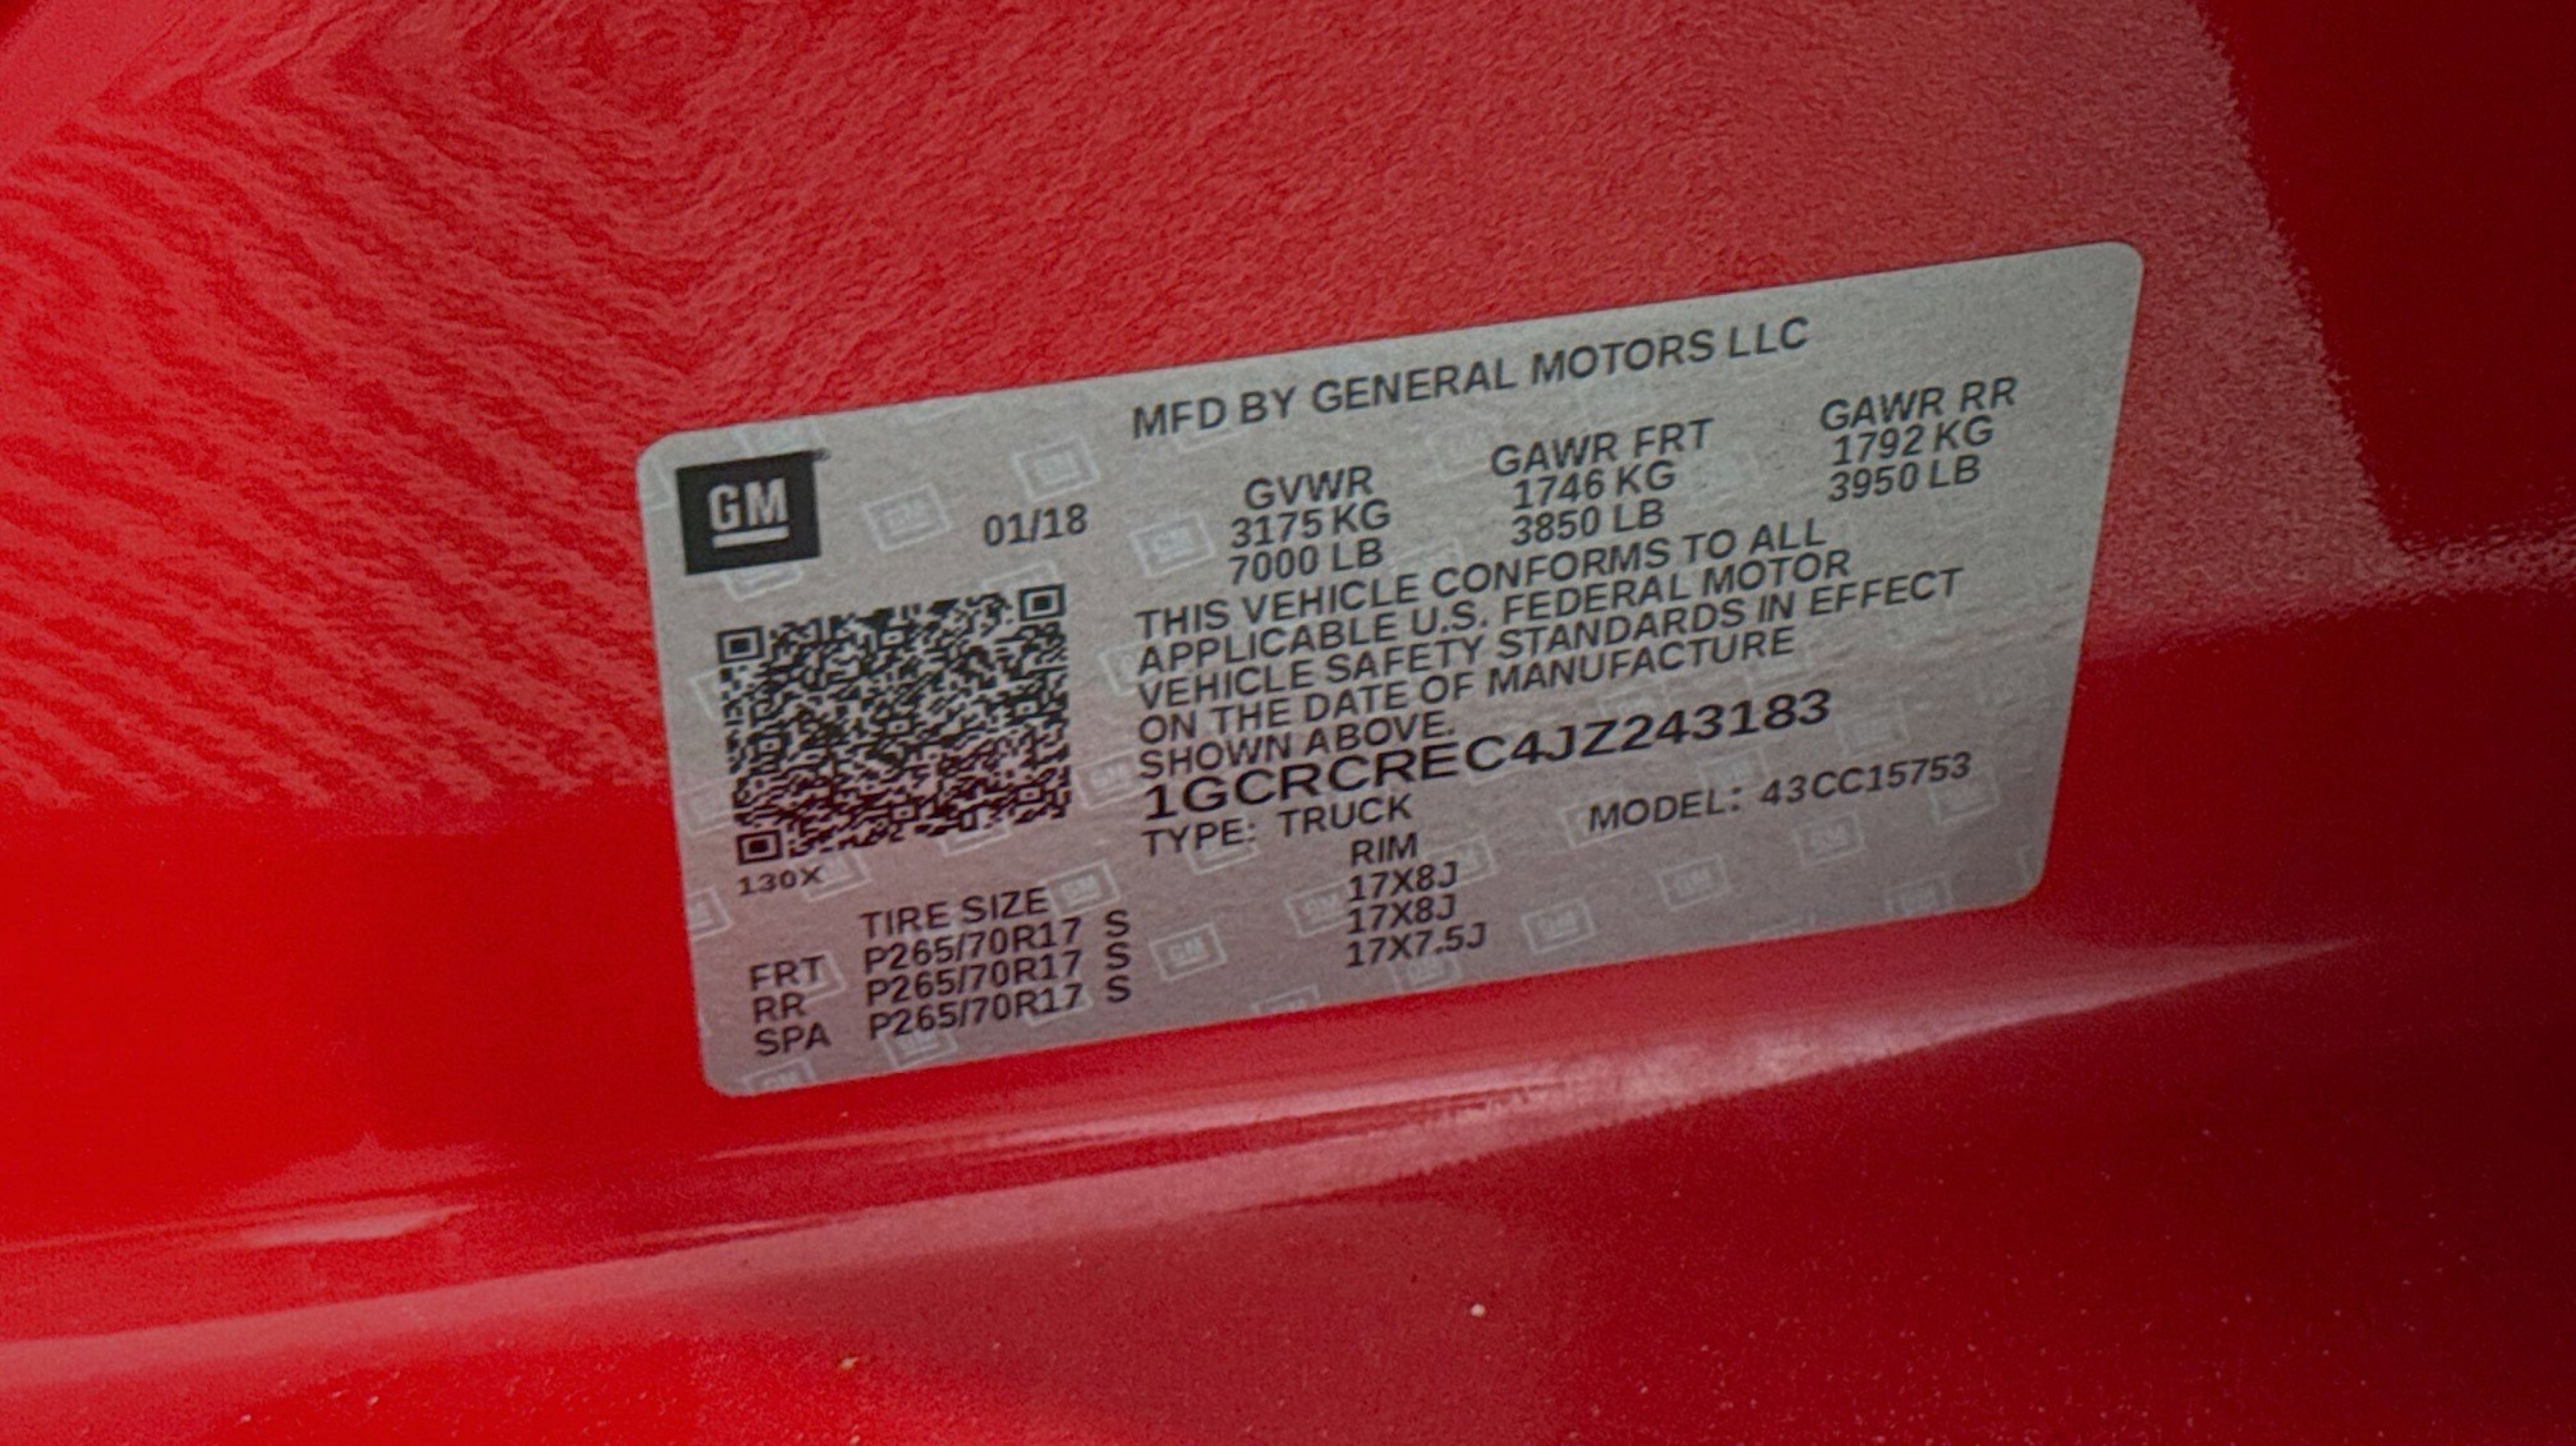 MFD BY GENERAL MOTORS LLC
GM
01/18
GVWR GAWR FRT GAWR RR
3175 KG 1746 KG 1792 KG
7000 LB 3850 LB 3950 LB
THIS VEHICLE CONFORMS TO ALL
APPLICABLE U.S. FEDERAL MOTOR
VEHICLE SAFETY STANDARDS IN EFFECT
ON THE DATE OF MANUFACTURE
SHOWN ABOVE.
1GCRCREC4JZ243183
TYPE: TRUCK MODEL: 43CC15753
130X
TIRE SIZE RIM
FRT P265/70R17 S 17X8J
RR P265/70R17 S 17X8J
SPA P265/70R17 S 17X7.5J